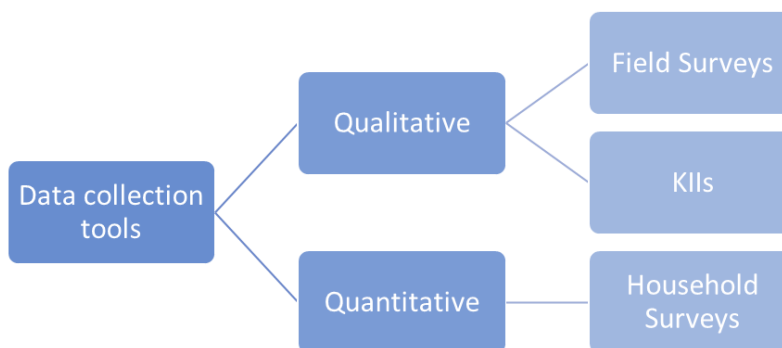 Data collection
tools
Qualitative
Field Surveys
KIIs
Quantitative
Household
Surveys